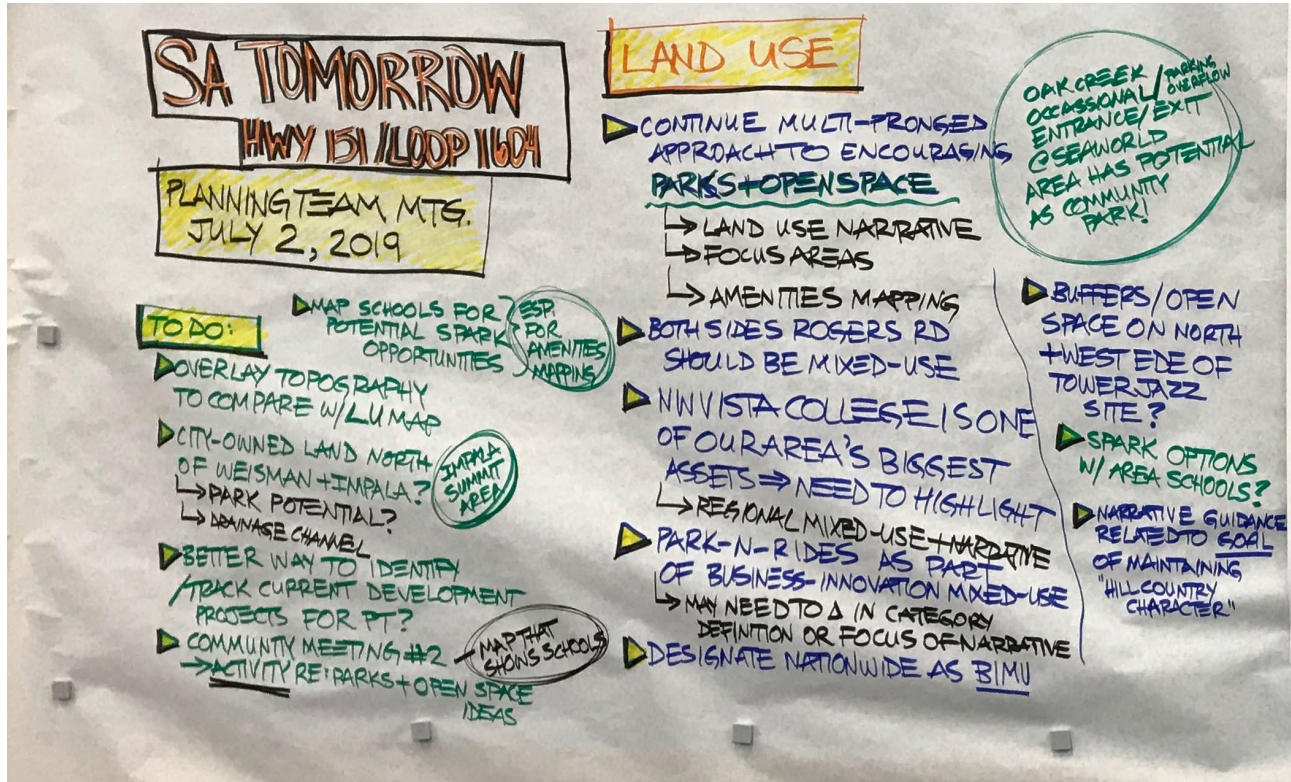 SA TOMORROW
HWY 151/LOOP 1604
PLANNING TEAM MTG.
JULY 2, 2019
TO DO:
MAP SCHOOLS FOR
POTENTIAL SPARK
OPPORTUNITIES
ESP.
FOR
AMENITIES
MAPPING
OVERLAY TOPOGRAPHY
TO COMPARE W/ LU MAP
CITY-OWNED LAND NORTH
OF WEISMAN + IMPALA?
→ PARK POTENTIAL?
→ DRAINAGE CHANNEL
IMPALA
SUMMIT
AREA
BETTER WAY TO IDENTIFY
/TRACK CURRENT DEVELOPMENT
PROJECTS FOR PT?
COMMUNITY MEETING #2
→ ACTIVITY RE: PARKS + OPEN SPACE
IDEAS
MAP THAT
SHOWS SCHOOLS
LAND USE
CONTINUE MULTI-PRONGED
APPROACH TO ENCOURAGING
PARKS + OPEN SPACE
→ LAND USE NARRATIVE
→ FOCUS AREAS
→ AMENITIES MAPPING
BOTH SIDES ROGERS RD
SHOULD BE MIXED-USE
NW VISTA COLLEGE IS ONE
OF OUR AREA'S BIGGEST
ASSETS ⇒ NEED TO HIGHLIGHT
→ REGIONAL MIXED-USE + NARRATIVE
PARK-N-RIDES AS PART
OF BUSINESS-INNOVATION MIXED-USE
→ MAY NEED TO Δ IN CATEGORY
DEFINITION OR FOCUS OF NARRATIVE
DESIGNATE NATIONWIDE AS BIMU
OAK CREEK
OCCASSIONAL/PARKING OVERFLOW
ENTRANCE/EXIT
@ SEAWORLD
AREA HAS POTENTIAL
AS COMMUNITY
PARK!
BUFFERS/OPEN
SPACE ON NORTH
+ WEST EDE OF
TOWERJAZZ
SITE?
SPARK OPTIONS
W/ AREA SCHOOLS?
NARRATIVE GUIDANCE
RELATED TO GOAL
OF MAINTAINING
"HILL COUNTRY
CHARACTER"